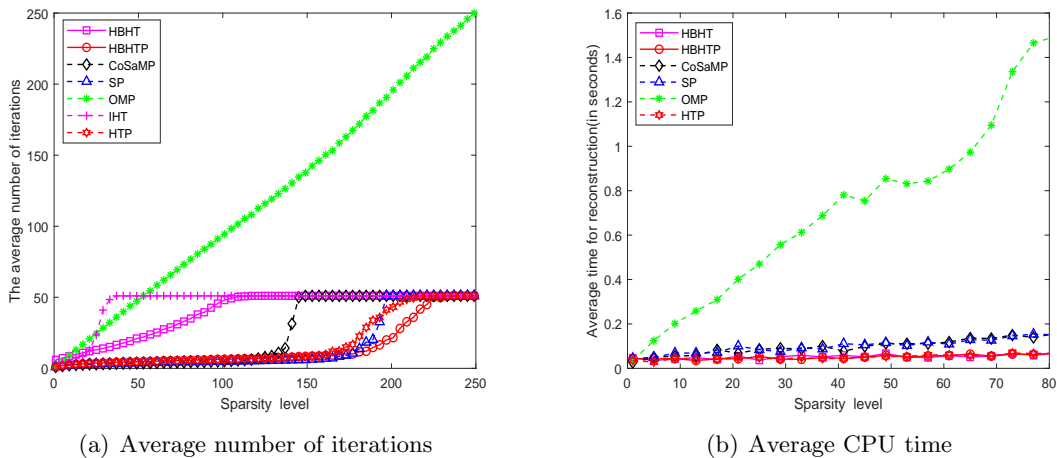 HBHT
HBHTP
CoSaMP
SP
OMP
IHT
HTP
The average number of iterations
250
200
150
100
50
0
0 50 100 150 200 250
Sparsity level
(a) Average number of iterations
HBHT
HBHTP
CoSaMP
SP
OMP
HTP
Average time for reconstruction(in seconds)
1.6
1.4
1.2
1
0.8
0.6
0.4
0.2
0
0 10 20 30 40 50 60 70 80
Sparsity level
(b) Average CPU time